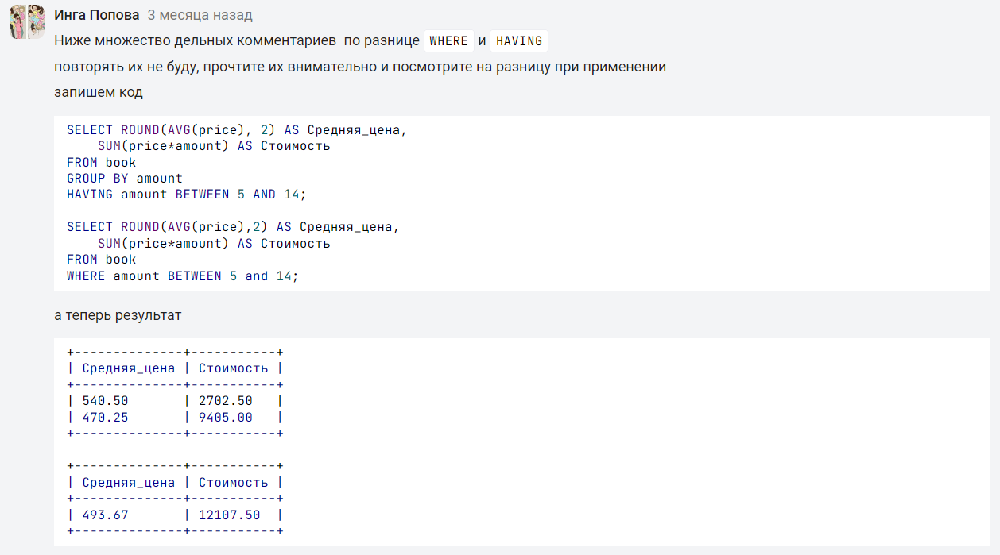 Инга Попова 3 месяца назад
Ниже множество дельных комментариев по разнице WHERE и HAVING
повторять их не буду, прочтите их внимательно и посмотрите на разницу при применении
запишем код
SELECT ROUND(AVG(price), 2) AS Средняя_цена,
    SUM(price*amount) AS Стоимость
FROM book
GROUP BY amount
HAVING amount BETWEEN 5 AND 14;

SELECT ROUND(AVG(price),2) AS Средняя_цена,
    SUM(price*amount) AS Стоимость
FROM book
WHERE amount BETWEEN 5 and 14;
а теперь результат
+--------------+-----------+
| Средняя_цена | Стоимость |
+--------------+-----------+
| 540.50       | 2702.50   |
| 470.25       | 9405.00   |
+--------------+-----------+

+--------------+-----------+
| Средняя_цена | Стоимость |
+--------------+-----------+
| 493.67       | 12107.50  |
+--------------+-----------+